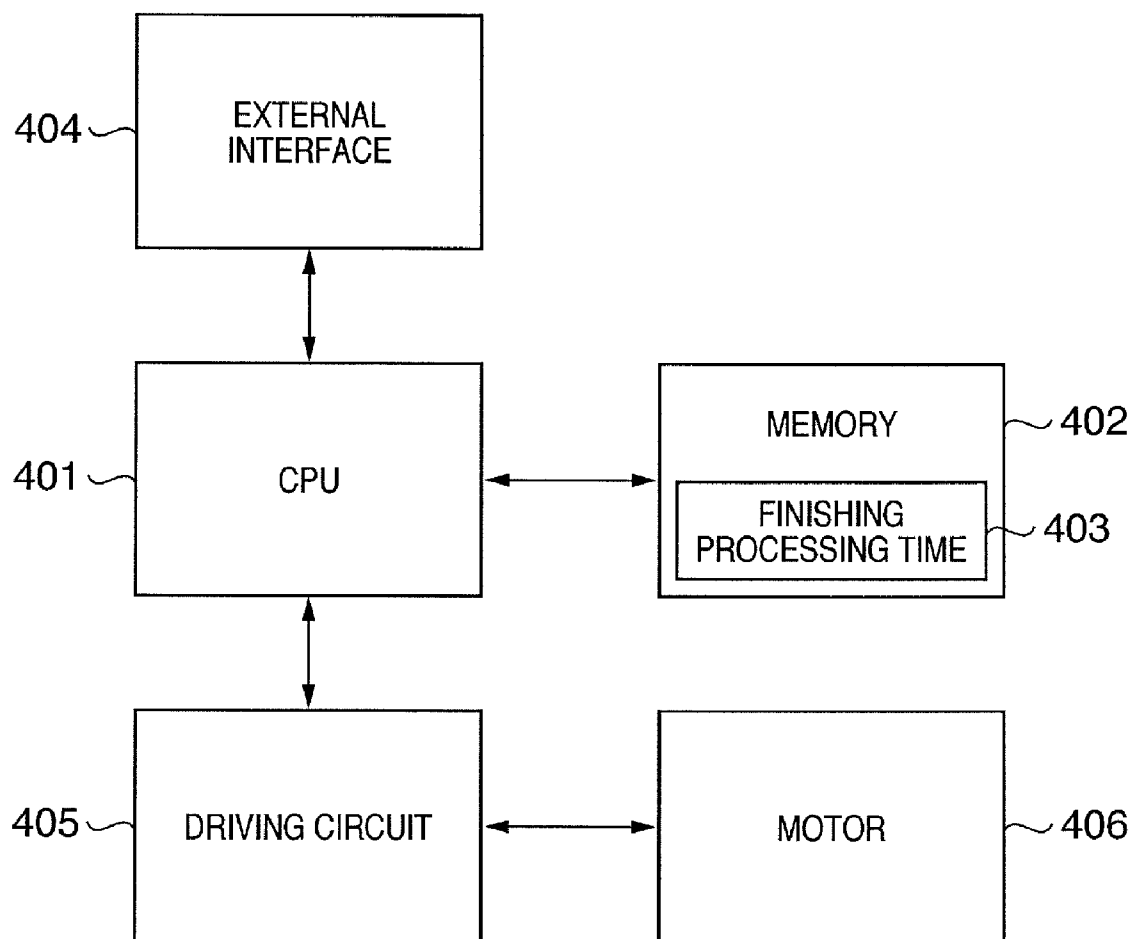 404
EXTERNAL
INTERFACE
401
CPU
MEMORY
402
FINISHING
PROCESSING TIME
403
405
DRIVING CIRCUIT
MOTOR
406